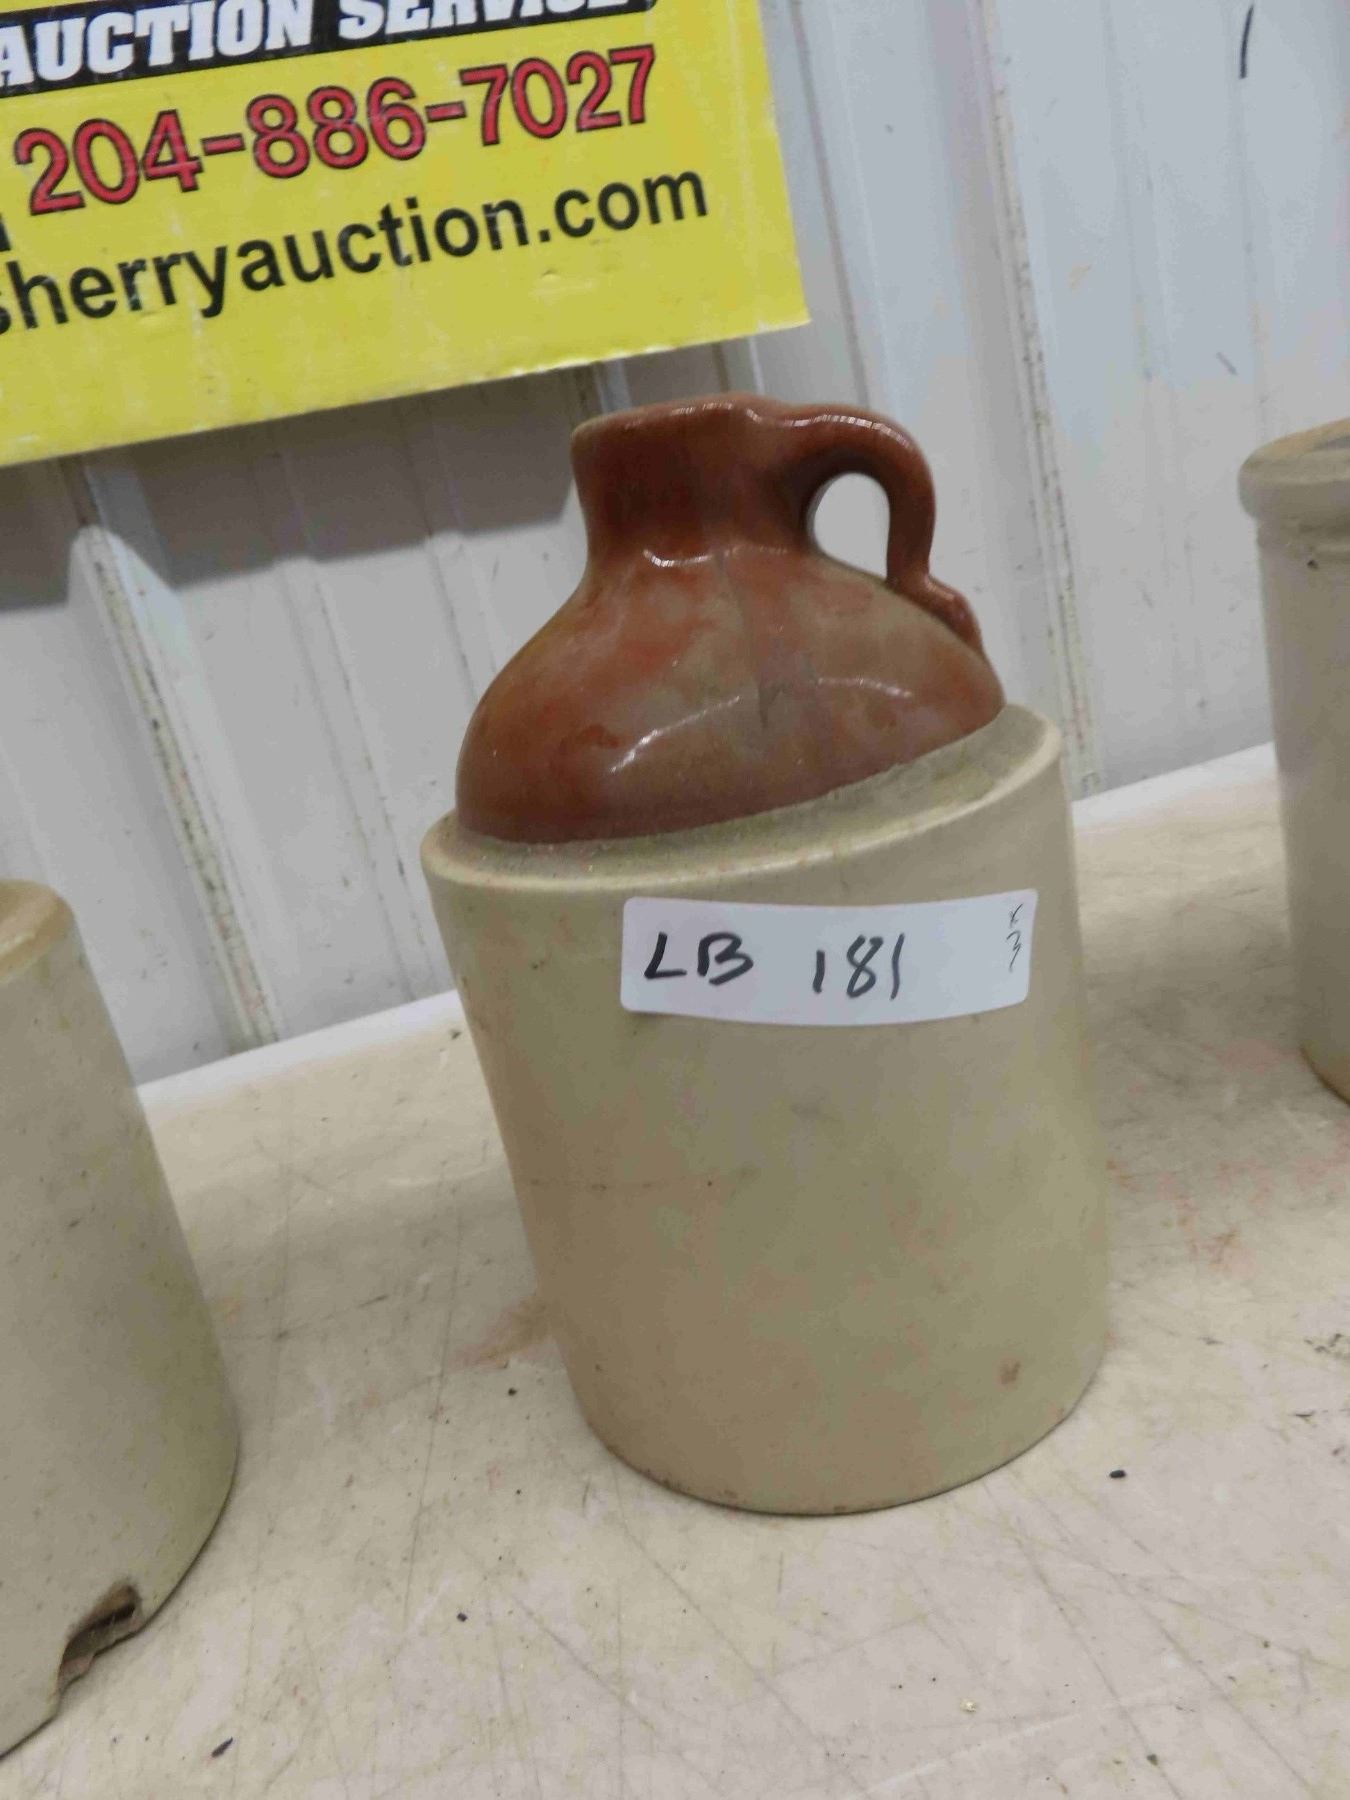 AUCTION SERVICE
204-886-7027
sherryauction.com
LB 181